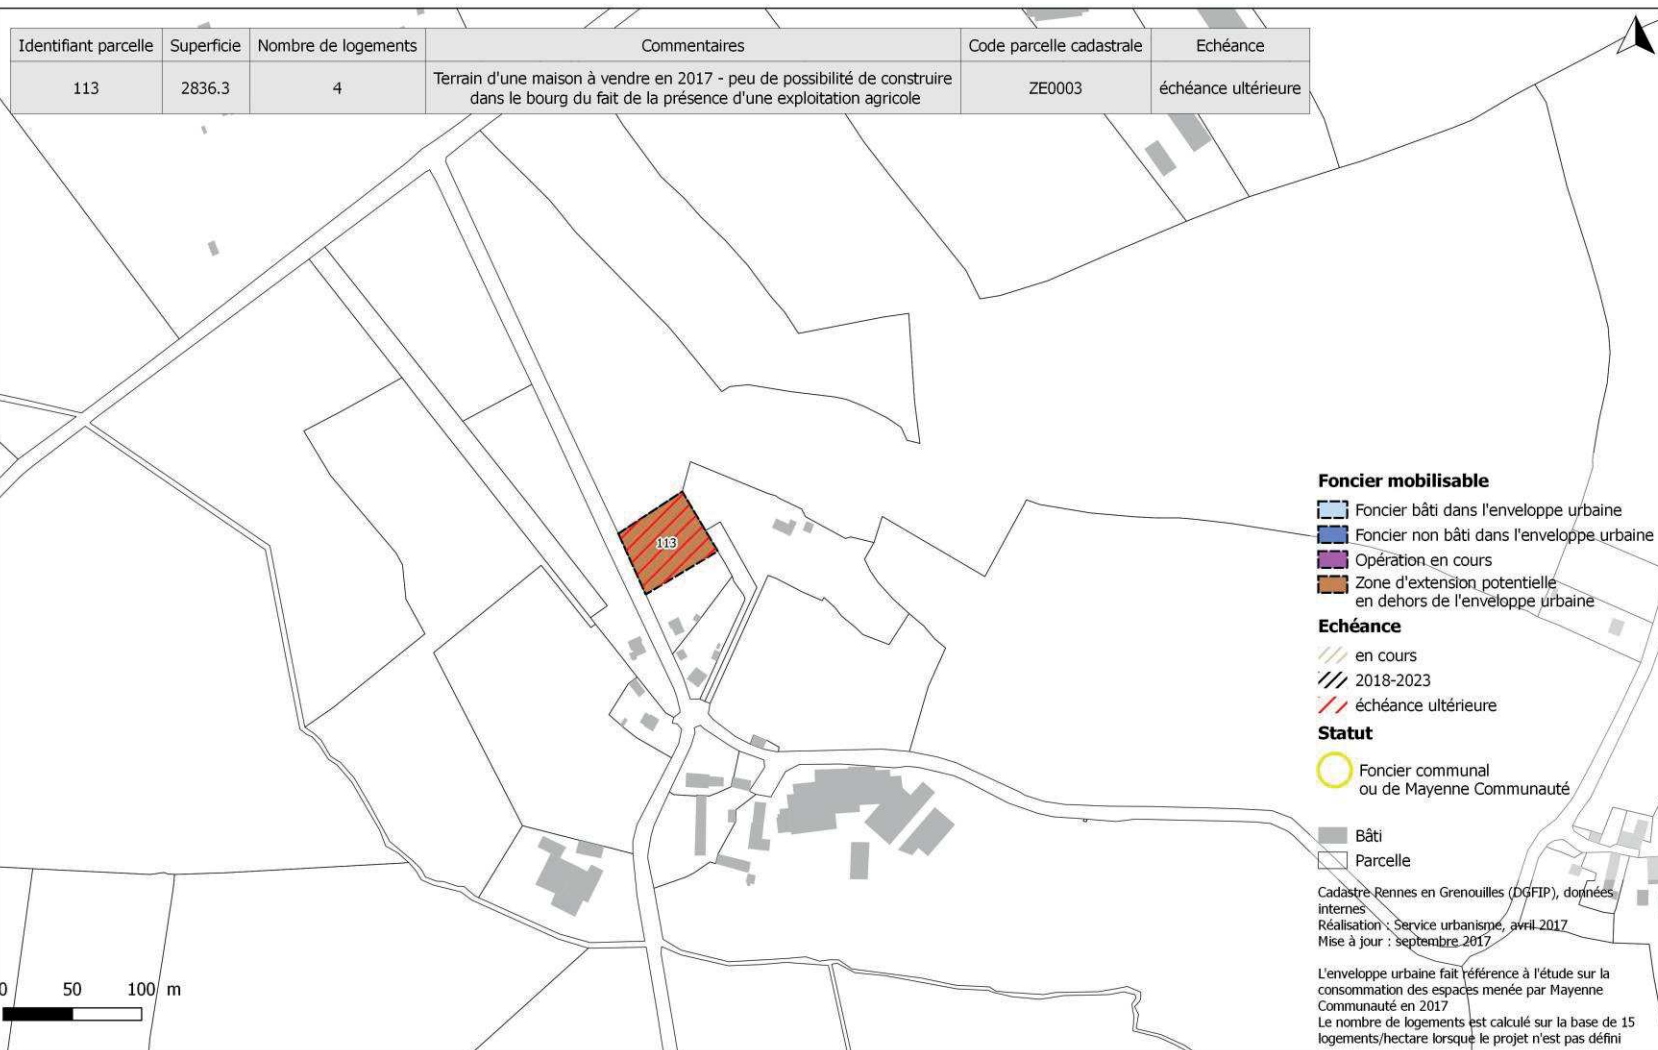 Identifiant parcelle Superficie Nombre de logements Commentaires Code parcelle cadastrale Echéance
113 2836.3 4 Terrain d'une maison à vendre en 2017 - peu de possibilité de construire
dans le bourg du fait de la présence d'une exploitation agricole ZE0003 échéance ultérieure
113
Foncier mobilisable
Foncier bâti dans l'enveloppe urbaine
Foncier non bâti dans l'enveloppe urbaine
Opération en cours
Zone d'extension potentielle
en dehors de l'enveloppe urbaine
Echéance
en cours
2018-2023
échéance ultérieure
Statut
Foncier communal
ou de Mayenne Communauté
Bâti
Parcelle
Cadastre Rennes en Grenouilles (DGFIP), données
internes
Réalisation : Service urbanisme, avril 2017
Mise à jour : septembre 2017
L'enveloppe urbaine fait référence à l'étude sur la
consommation des espaces menée par Mayenne
Communauté en 2017
Le nombre de logements est calculé sur la base de 15
logements/hectare lorsque le projet n'est pas défini
0 50 100 m